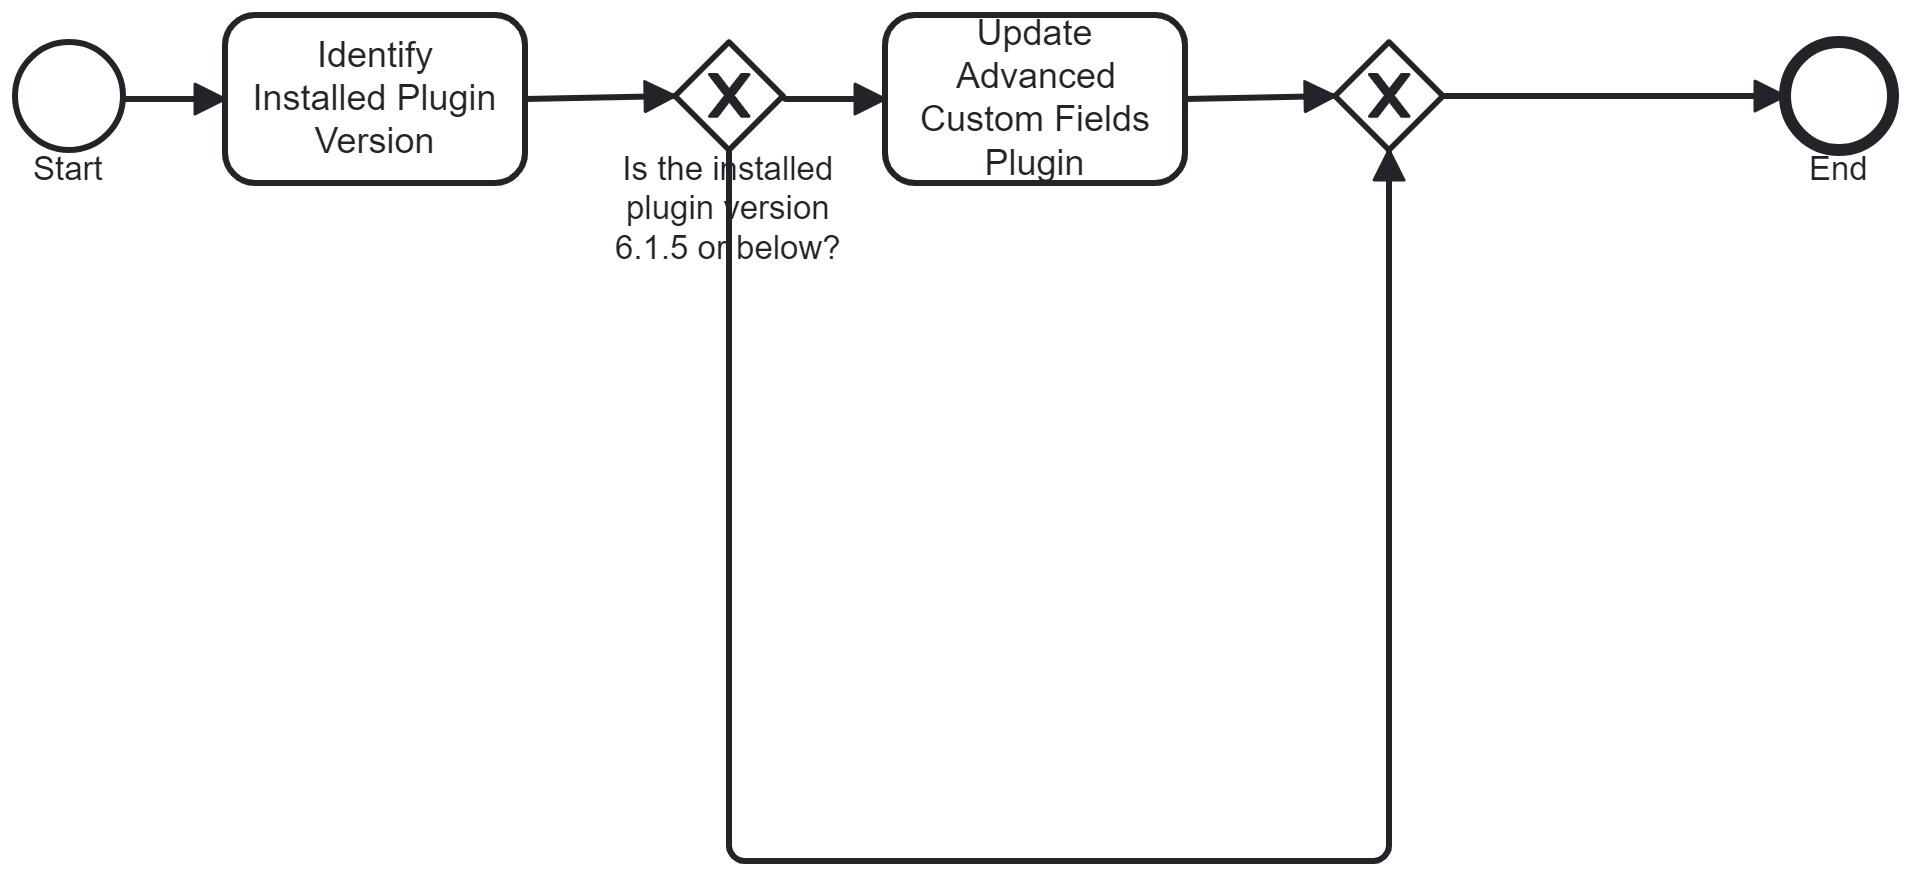 Start
Identify
Installed Plugin
Version
X
Is the installed
plugin version
6.1.5 or below?
Update
Advanced
Custom Fields
Plugin
X
End